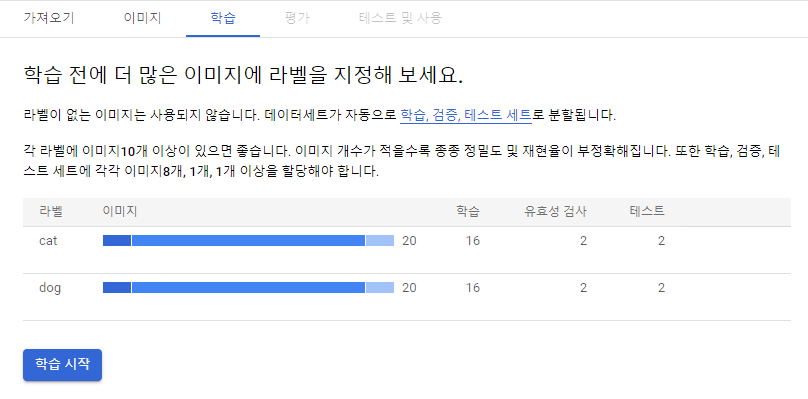 가져오기 이미지 학습 평가 테스트 및 사용
학습 전에 더 많은 이미지에 라벨을 지정해 보세요.
라벨이 없는 이미지는 사용되지 않습니다. 데이터세트가 자동으로 학습, 검증, 테스트 세트로 분할됩니다.
각 라벨에 이미지10개 이상이 있으면 좋습니다. 이미지 개수가 적을수록 종종 정밀도 및 재현율이 부정확해집니다. 또한 학습, 검증, 테
스트 세트에 각각 이미지8개, 1개, 1개 이상을 할당해야 합니다.
라벨 이미지 학습 유효성 검사 테스트
cat 20 16 2 2
dog 20 16 2 2
학습 시작